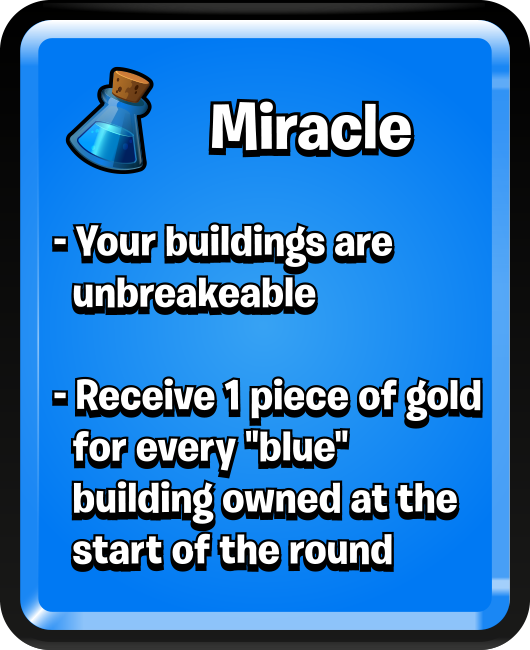 Miracle
- Your buildings are
unbreakeable
- Receive 1 piece of gold
for every "blue"
building owned at the
start of the round